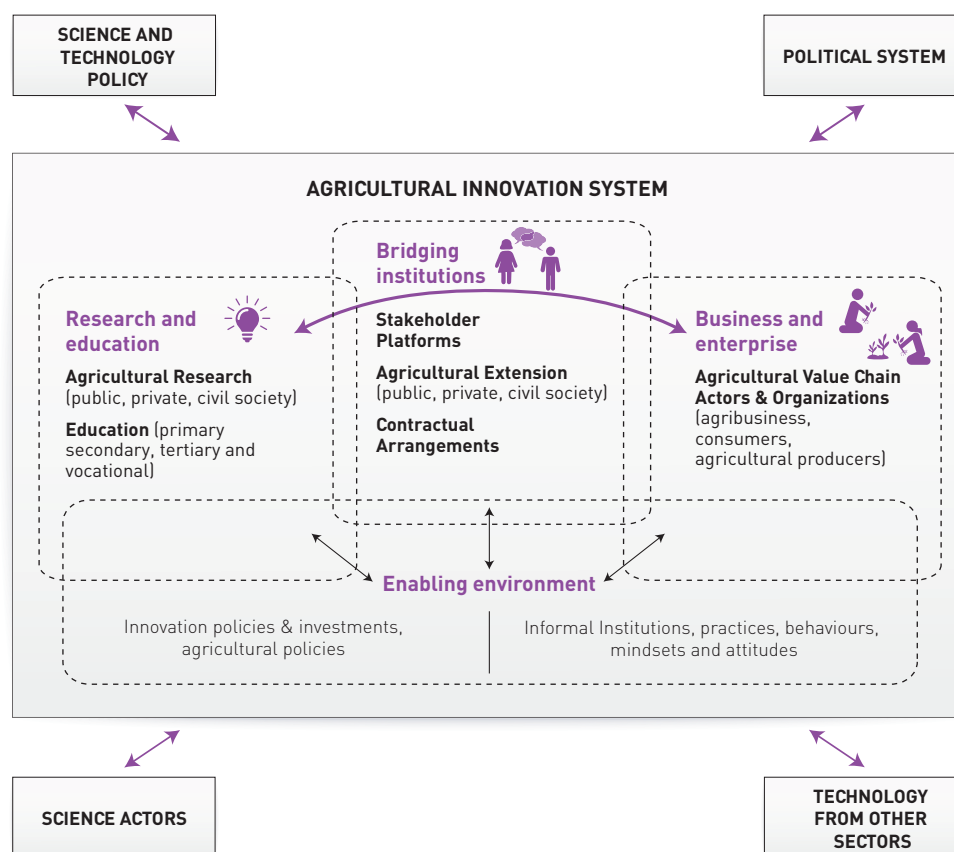 SCIENCE AND
TECHNOLOGY
POLICY
POLITICAL SYSTEM
AGRICULTURAL INNOVATION SYSTEM
Bridging
institutions
Research and
education
Stakeholder
Platforms
Business and
enterprise
Agricultural Research
(public, private, civil society)
Education (primary
secondary, tertiary and
vocational)
Agricultural Extension
(public, private, civil society)
Contractual
Arrangements
Agricultural Value Chain
Actors & Organizations
(agribusiness,
consumers,
agricultural producers)
Enabling environment
Innovation policies & investments,
agricultural policies
Informal Institutions, practices, behaviours,
mindsets and attitudes
SCIENCE ACTORS
TECHNOLOGY
FROM OTHER
SECTORS